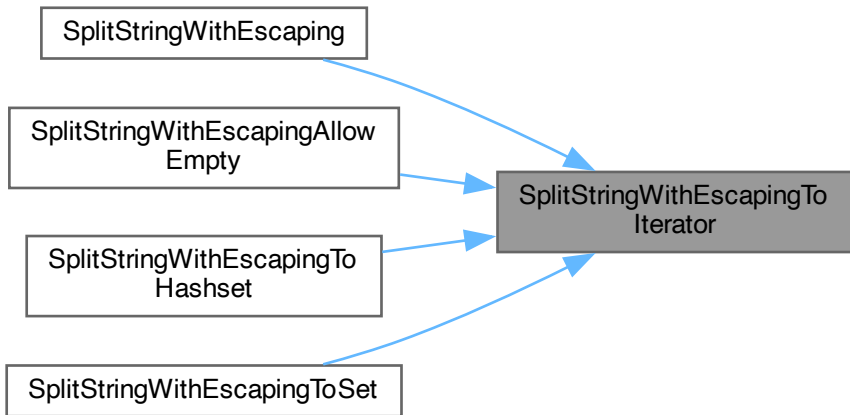 SplitStringWithEscaping
SplitStringWithEscapingAllow
Empty
SplitStringWithEscapingTo
Hashset
SplitStringWithEscapingToSet
SplitStringWithEscapingTo
Iterator